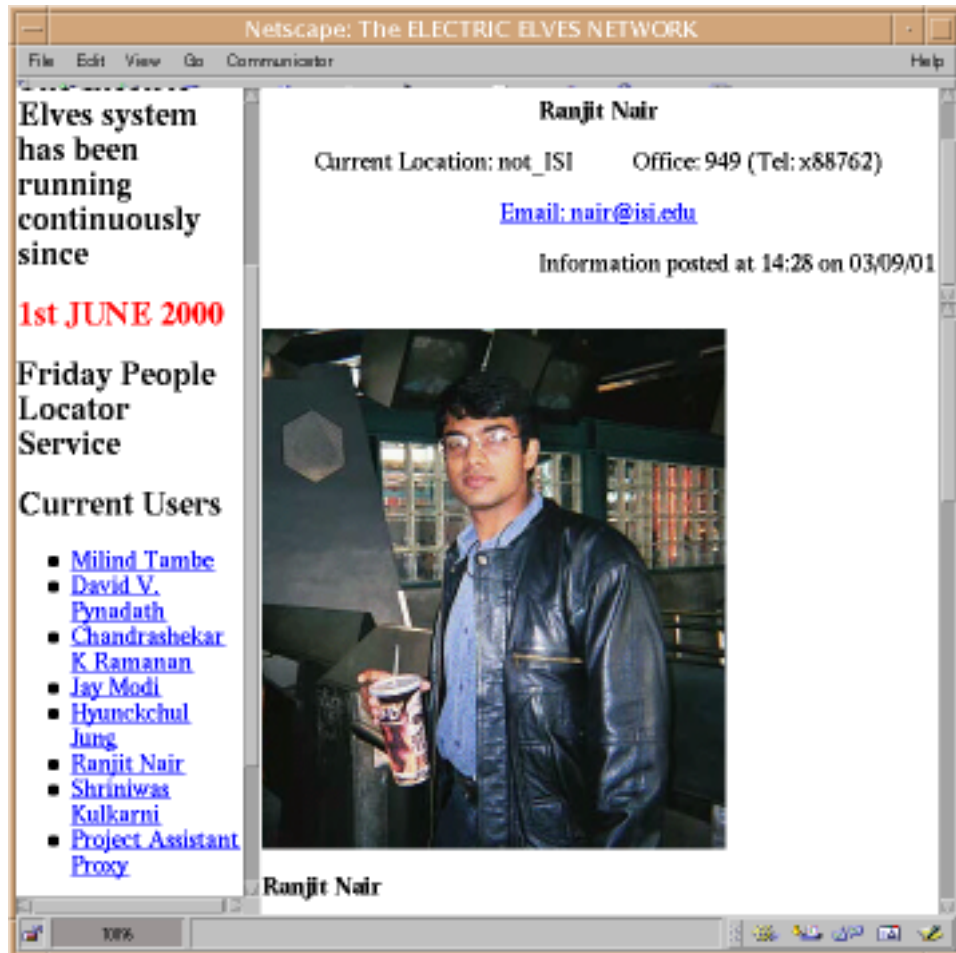 Netscape: The ELECTRIC ELVES NETWORK
File Edit View Go Communicator Help
Elves system
has been
running
continuously
since
1st JUNE 2000
Friday People
Locator
Service
Current Users
Milind Tambe
David V.
Pynadath
Chandrashekar
K Ramanan
Jay Modi
Hyunckchul
Jung
Ranjit Nair
Shriniwas
Kulkarni
Project Assistant
Proxy
Ranjit Nair
Current Location: not_ISI Office: 949 (Tel: x88762)
Email: nair@isi.edu
Information posted at 14:28 on 03/09/01
Ranjit Nair
100%